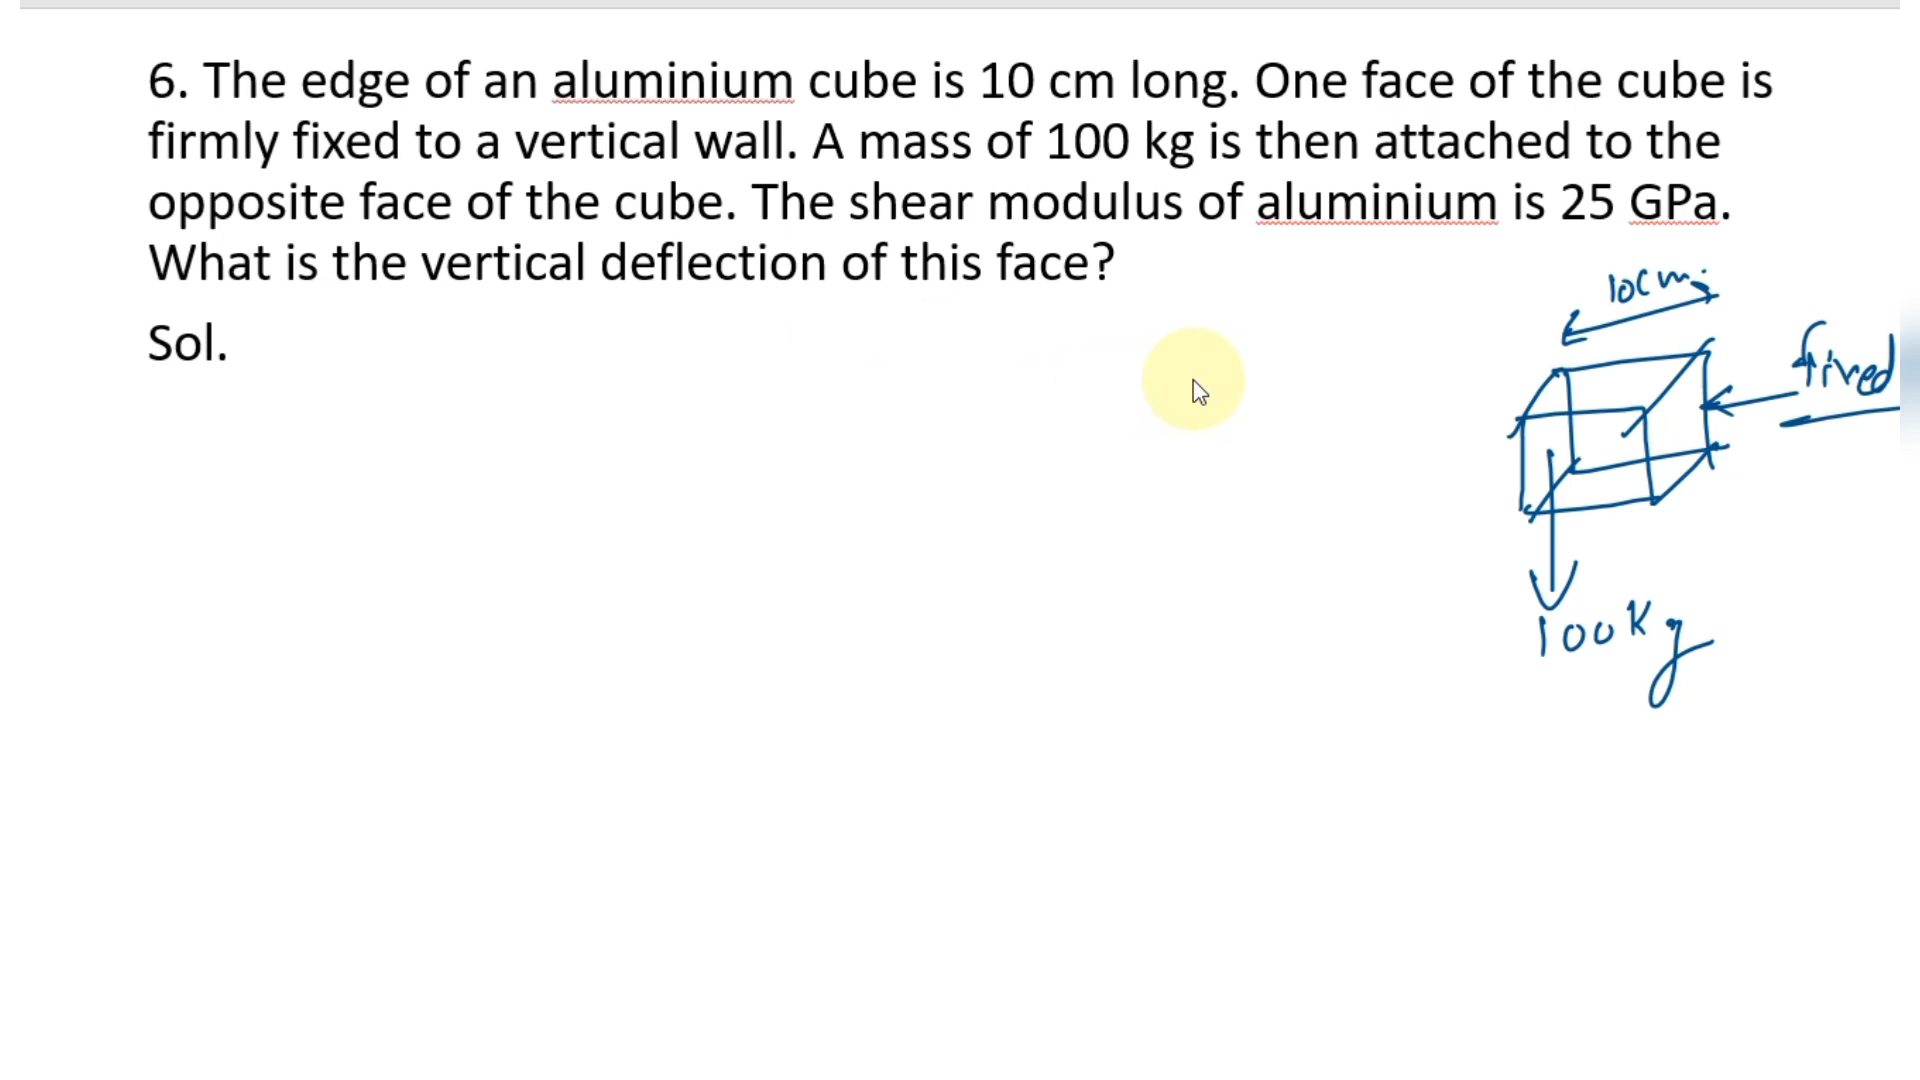 6. The edge of an aluminium cube is 10 cm long. One face of the cube is
firmly fixed to a vertical wall. A mass of 100 kg is then attached to the
opposite face of the cube. The shear modulus of aluminium is 25 GPa.
What is the vertical deflection of this face?
10cm
Sol.
fixed
100kg